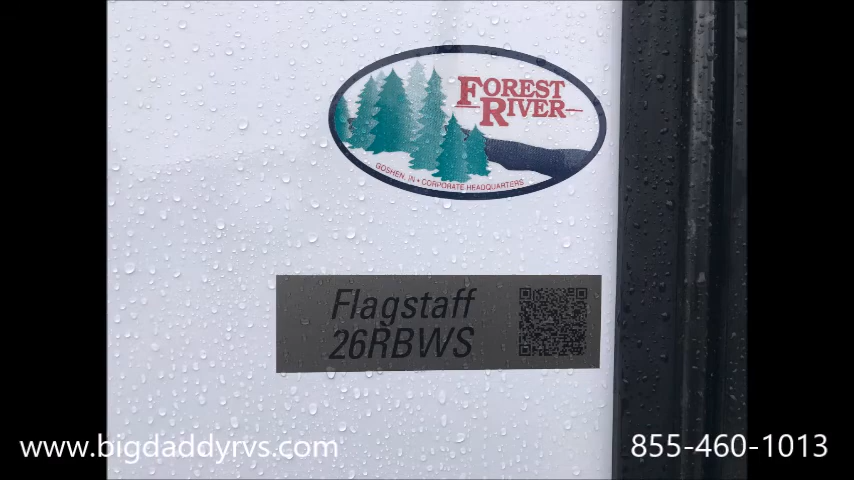 FOREST
RIVER
GOSHEN, IN • CORPORATE HEADQUARTERS
Flagstaff
26RBWS
www.bigdaddyrvs.com
855-460-1013